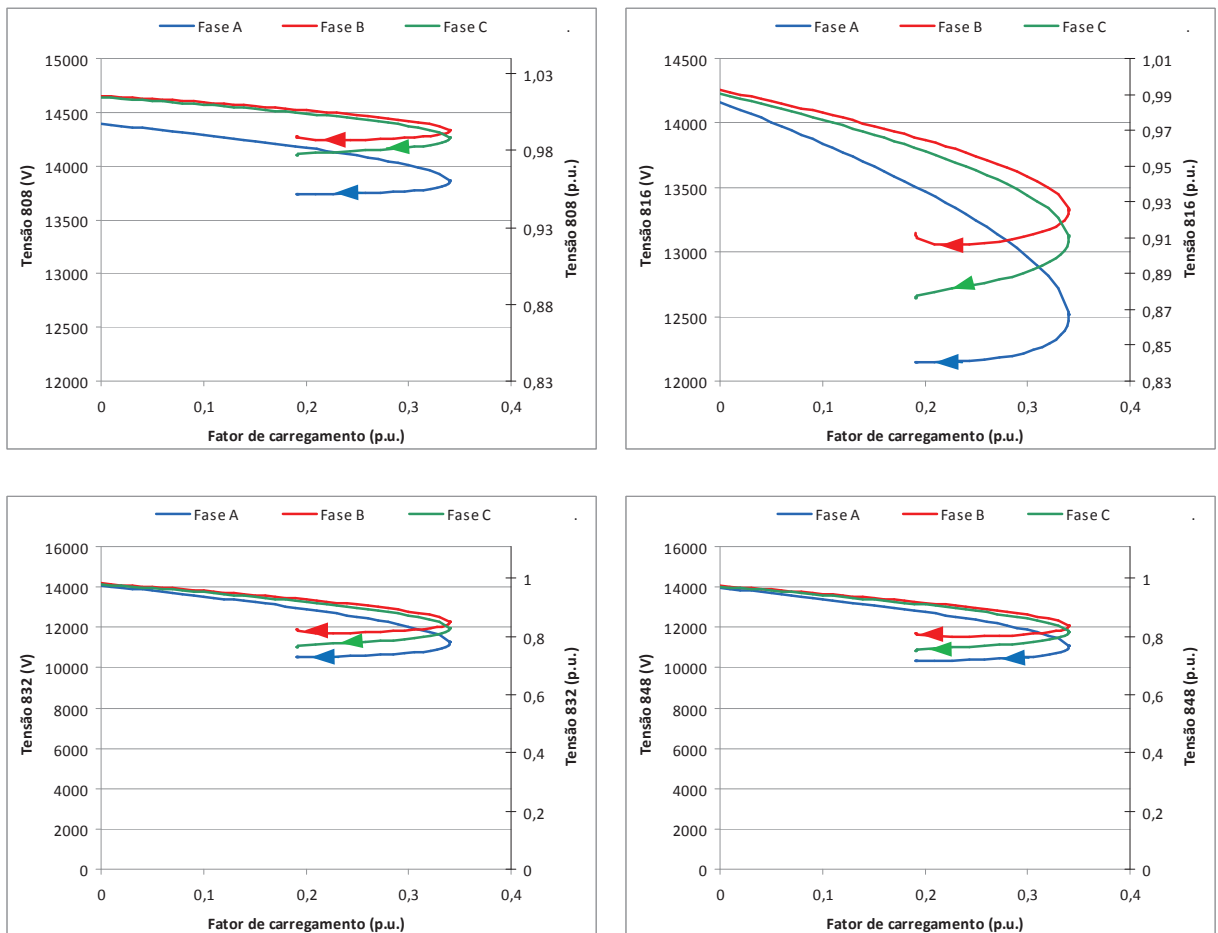 Fase A Fase B Fase C .
15000
14500
14000
13500
13000
12500
12000
1,03
0,98
0,93
0,88
0,83
0 0,1 0,2 0,3 0,4
Tensão 808 (V)
Tensão 808 (p.u.)
Fator de carregamento (p.u.)
Fase A Fase B Fase C .
14500
14000
13500
13000
12500
12000
1,01
0,99
0,97
0,95
0,93
0,91
0,89
0,87
0,85
0,83
0 0,1 0,2 0,3 0,4
Tensão 816 (V)
Tensão 816 (p.u.)
Fator de carregamento (p.u.)
Fase A Fase B Fase C .
16000
14000
12000
10000
8000
6000
4000
2000
0
1
0,8
0,6
0,4
0,2
0
0 0,1 0,2 0,3 0,4
Tensão 832 (V)
Tensão 832 (p.u.)
Fator de carregamento (p.u.)
Fase A Fase B Fase C .
16000
14000
12000
10000
8000
6000
4000
2000
0
1
0,8
0,6
0,4
0,2
0
0 0,1 0,2 0,3 0,4
Tensão 848 (V)
Tensão 848 (p.u.)
Fator de carregamento (p.u.)